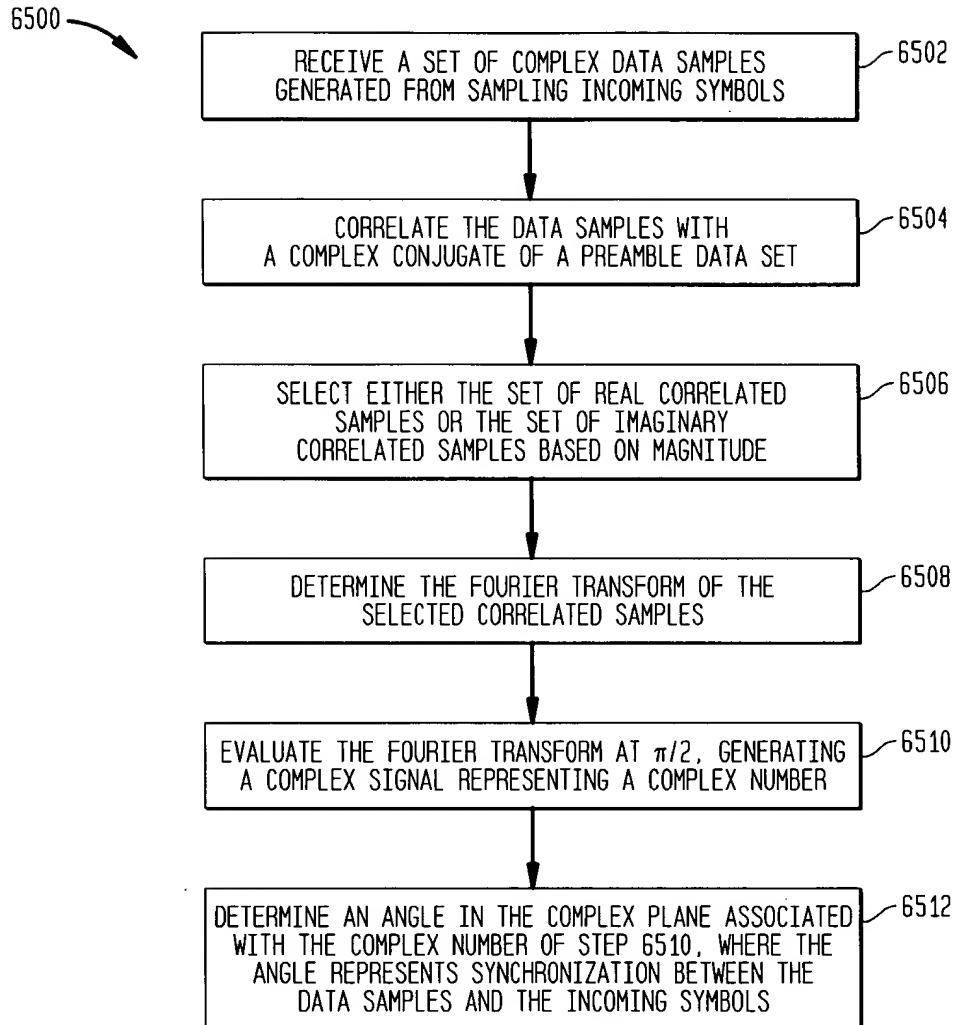 6500
RECEIVE A SET OF COMPLEX DATA SAMPLES
GENERATED FROM SAMPLING INCOMING SYMBOLS
6502
CORRELATE THE DATA SAMPLES WITH
A COMPLEX CONJUGATE OF A PREAMBLE DATA SET
6504
SELECT EITHER THE SET OF REAL CORRELATED
SAMPLES OR THE SET OF IMAGINARY
CORRELATED SAMPLES BASED ON MAGNITUDE
6506
DETERMINE THE FOURIER TRANSFORM OF THE
SELECTED CORRELATED SAMPLES
6508
EVALUATE THE FOURIER TRANSFORM AT π/2, GENERATING
A COMPLEX SIGNAL REPRESENTING A COMPLEX NUMBER
6510
DETERMINE AN ANGLE IN THE COMPLEX PLANE ASSOCIATED
WITH THE COMPLEX NUMBER OF STEP 6510, WHERE THE
ANGLE REPRESENTS SYNCHRONIZATION BETWEEN THE
DATA SAMPLES AND THE INCOMING SYMBOLS
6512